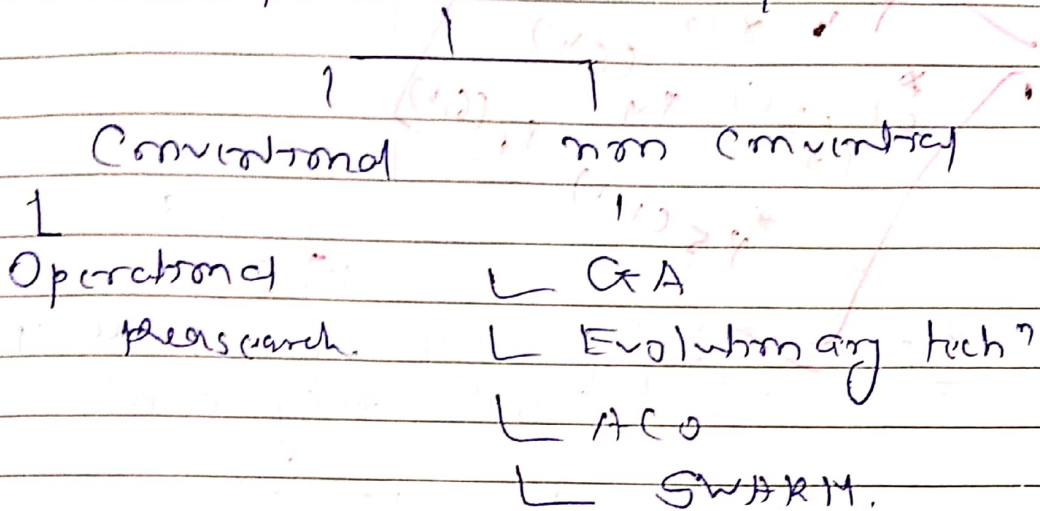 Conventional non Conventional
Operational GA
Research. Evolutionary techⁿ
ACO
SWARM.